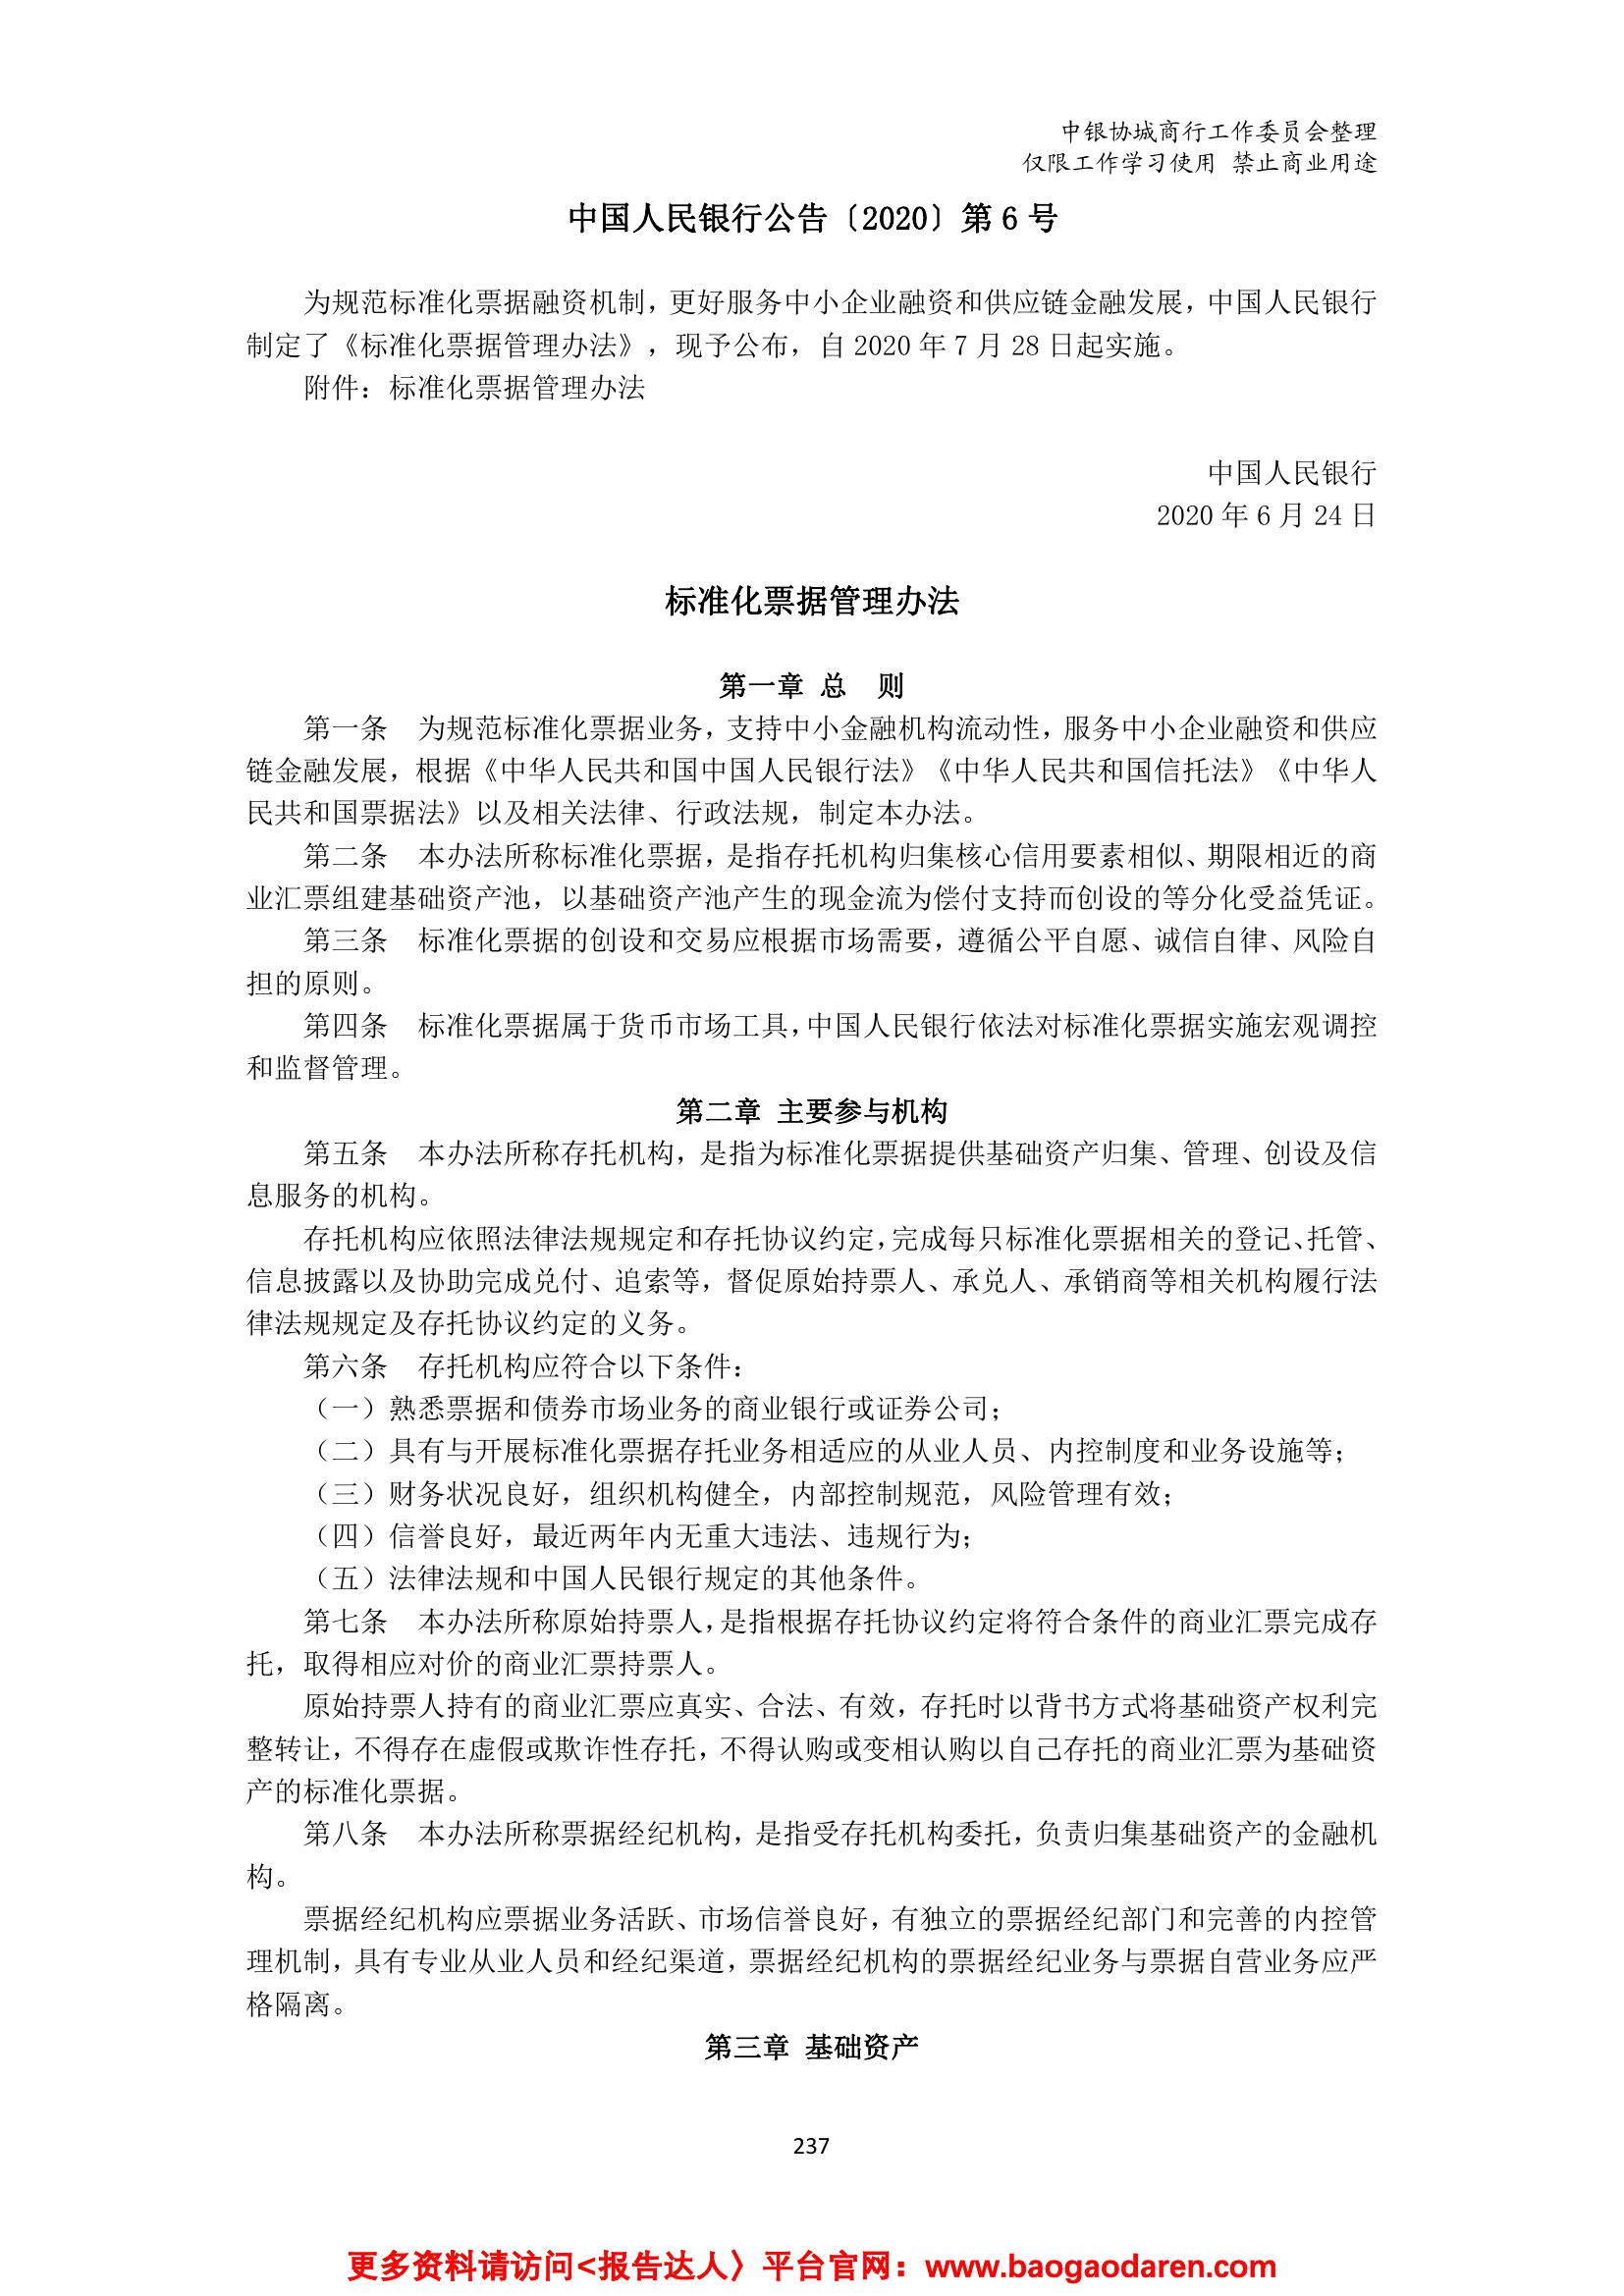 中银协城商行工作委员会整理
仅限工作学习使用 禁止商业用途
中国人民银行公告〔2020〕第 6 号
为规范标准化票据融资机制，更好服务中小企业融资和供应链金融发展，中国人民银行
制定了《标准化票据管理办法》，现予公布，自 2020 年 7 月 28 日起实施。
附件：标准化票据管理办法
中国人民银行
2020 年 6 月 24 日
标准化票据管理办法
第一章 总　则
第一条　为规范标准化票据业务，支持中小金融机构流动性，服务中小企业融资和供应
链金融发展，根据《中华人民共和国中国人民银行法》《中华人民共和国信托法》《中华人
民共和国票据法》以及相关法律、行政法规，制定本办法。
第二条　本办法所称标准化票据，是指存托机构归集核心信用要素相似、期限相近的商
业汇票组建基础资产池，以基础资产池产生的现金流为偿付支持而创设的等分化受益凭证。
第三条　标准化票据的创设和交易应根据市场需要，遵循公平自愿、诚信自律、风险自
担的原则。
第四条　标准化票据属于货币市场工具，中国人民银行依法对标准化票据实施宏观调控
和监督管理。
第二章 主要参与机构
第五条　本办法所称存托机构，是指为标准化票据提供基础资产归集、管理、创设及信
息服务的机构。
存托机构应依照法律法规规定和存托协议约定，完成每只标准化票据相关的登记、托管、
信息披露以及协助完成兑付、追索等，督促原始持票人、承兑人、承销商等相关机构履行法
律法规规定及存托协议约定的义务。
第六条　存托机构应符合以下条件：
（一）熟悉票据和债券市场业务的商业银行或证券公司；
（二）具有与开展标准化票据存托业务相适应的从业人员、内控制度和业务设施等；
（三）财务状况良好，组织机构健全，内部控制规范，风险管理有效；
（四）信誉良好，最近两年内无重大违法、违规行为；
（五）法律法规和中国人民银行规定的其他条件。
第七条　本办法所称原始持票人，是指根据存托协议约定将符合条件的商业汇票完成存
托，取得相应对价的商业汇票持票人。
原始持票人持有的商业汇票应真实、合法、有效，存托时以背书方式将基础资产权利完
整转让，不得存在虚假或欺诈性存托，不得认购或变相认购以自己存托的商业汇票为基础资
产的标准化票据。
第八条　本办法所称票据经纪机构，是指受存托机构委托，负责归集基础资产的金融机
构。
票据经纪机构应票据业务活跃、市场信誉良好，有独立的票据经纪部门和完善的内控管
理机制，具有专业从业人员和经纪渠道，票据经纪机构的票据经纪业务与票据自营业务应严
格隔离。
第三章 基础资产
237
更多资料请访问<报告达人〉平台官网：www.baogaodaren.com